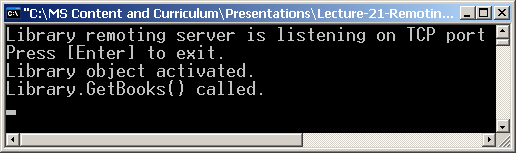 "C:\MS Content and Curriculum\Presentations\Lecture-21-Remotin...
Library remoting server is listening on TCP port
Press [Enter] to exit.
Library object activated.
Library.GetBooks() called.